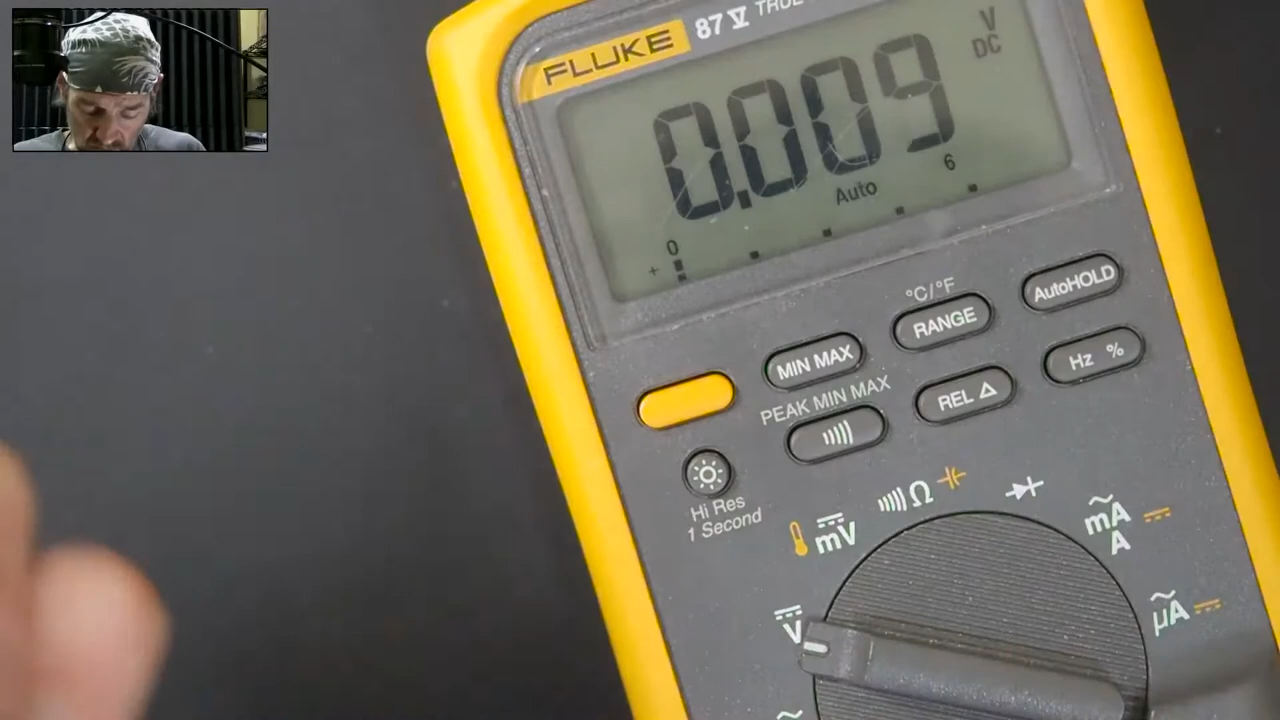 FLUKE 87 V TRUE
V
DC
0.009
Auto
6
0
+
°C/°F
AutoHOLD
RANGE
MIN MAX
Hz %
PEAK MIN MAX
REL Δ
Hi Res
1 Second
mV
Ω
mA
A
µA
V